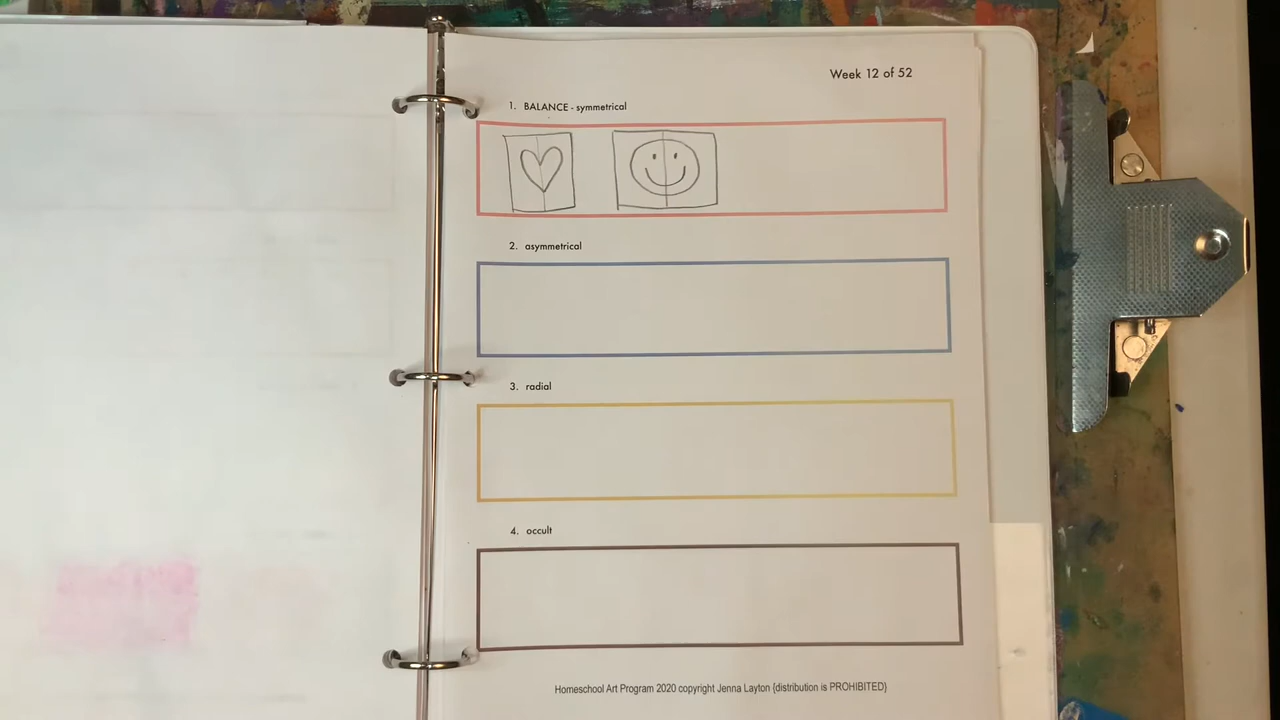 Week 12 of 52
1. BALANCE - symmetrical
2. asymmetrical
3. radial
4. occult
Homeschool Art Program 2020 copyright Jenna Layton {distribution is PROHIBITED}